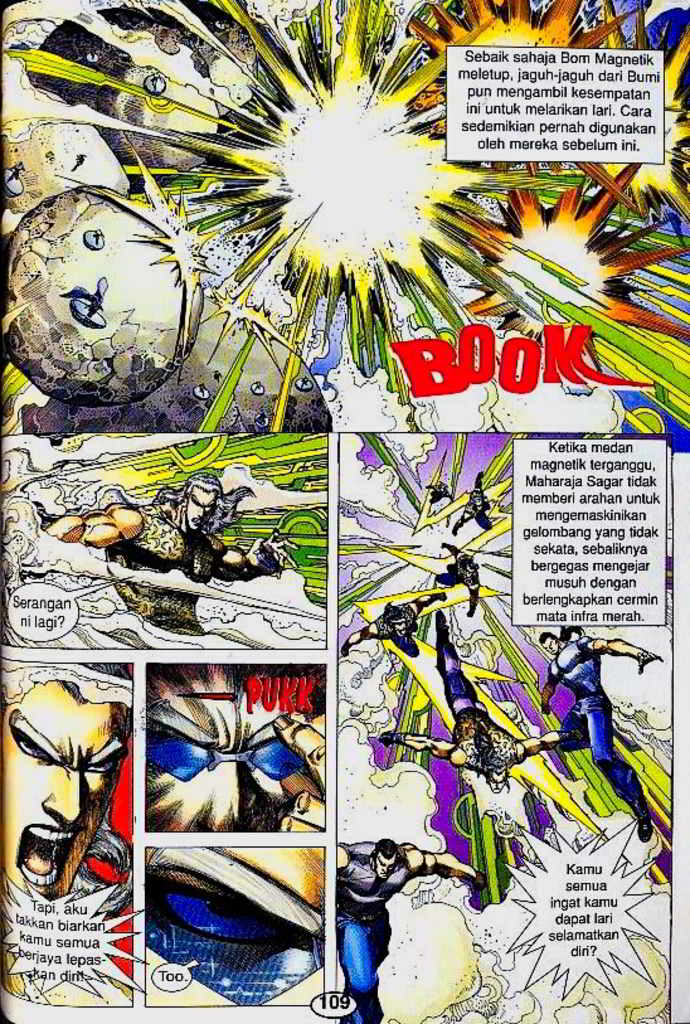 Sebaik sahaja Bom Magnetik
meletup, jaguh-jaguh dari Bumi
pun mengambil kesempatan
ini untuk melarikan lari. Cara
sedemikian pernah digunakan
oleh mereka sebelum ini.
BOOM
Serangan
ni lagi?
Ketika medan
magnetik terganggu,
Maharaja Sagar tidak
memberi arahan untuk
mengemaskinikan
gelombang yang tidak
sekata, sebaliknya
bergegas mengejar
musuh dengan
berlengkapkan cermin
mata infra merah.
Tapi, aku
takkan biarkan
kamu semua
berjaya lepas-
kan diri!
PUKK
Too..
Kamu
semua
ingat kamu
dapat lari
selamatkan
diri?
109